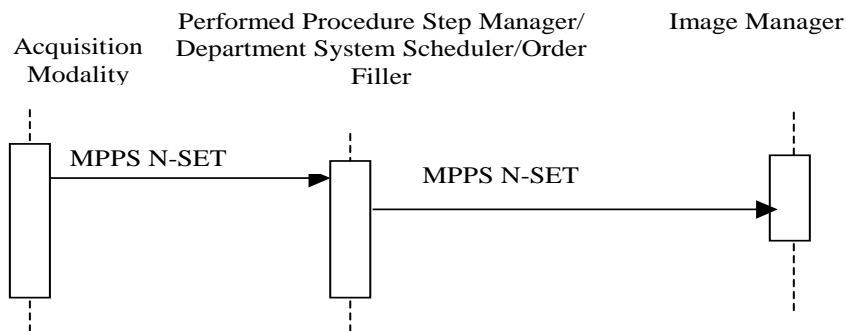 Acquisition
Modality
Performed Procedure Step Manager/
Department System Scheduler/Order
Filler
Image Manager
MPPS N-SET
MPPS N-SET